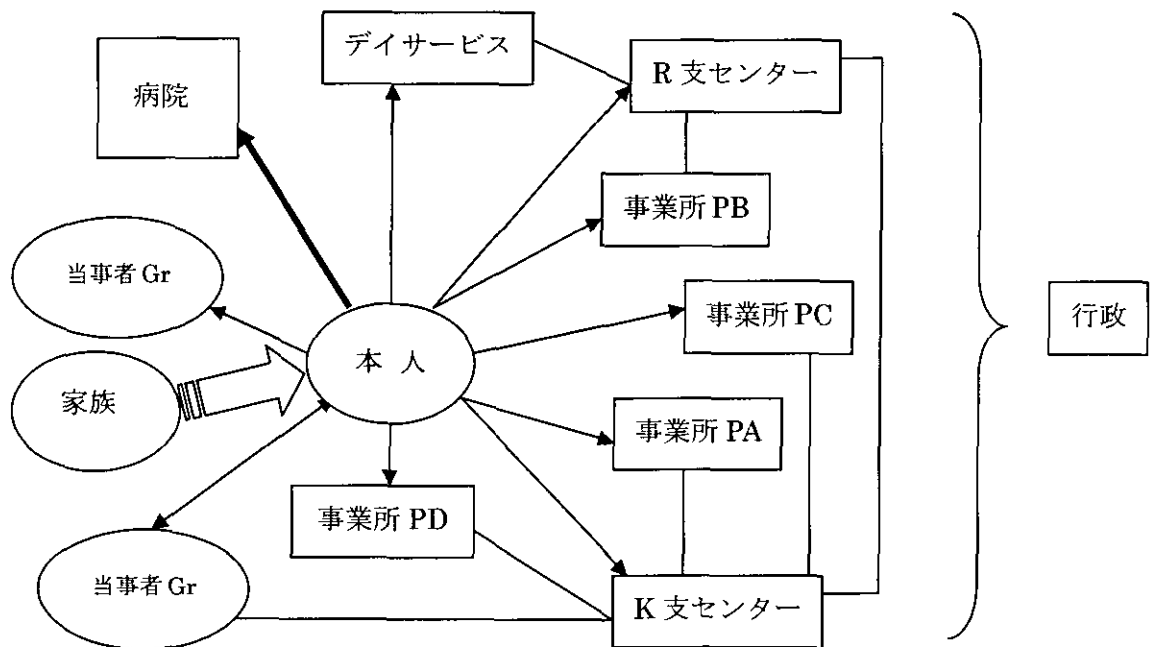 デイサービス
R 支センター
病院
事業所 PB
当事者 Gr
事業所 PC
行政
本 人
家族
事業所 PA
事業所 PD
当事者 Gr
K 支センター